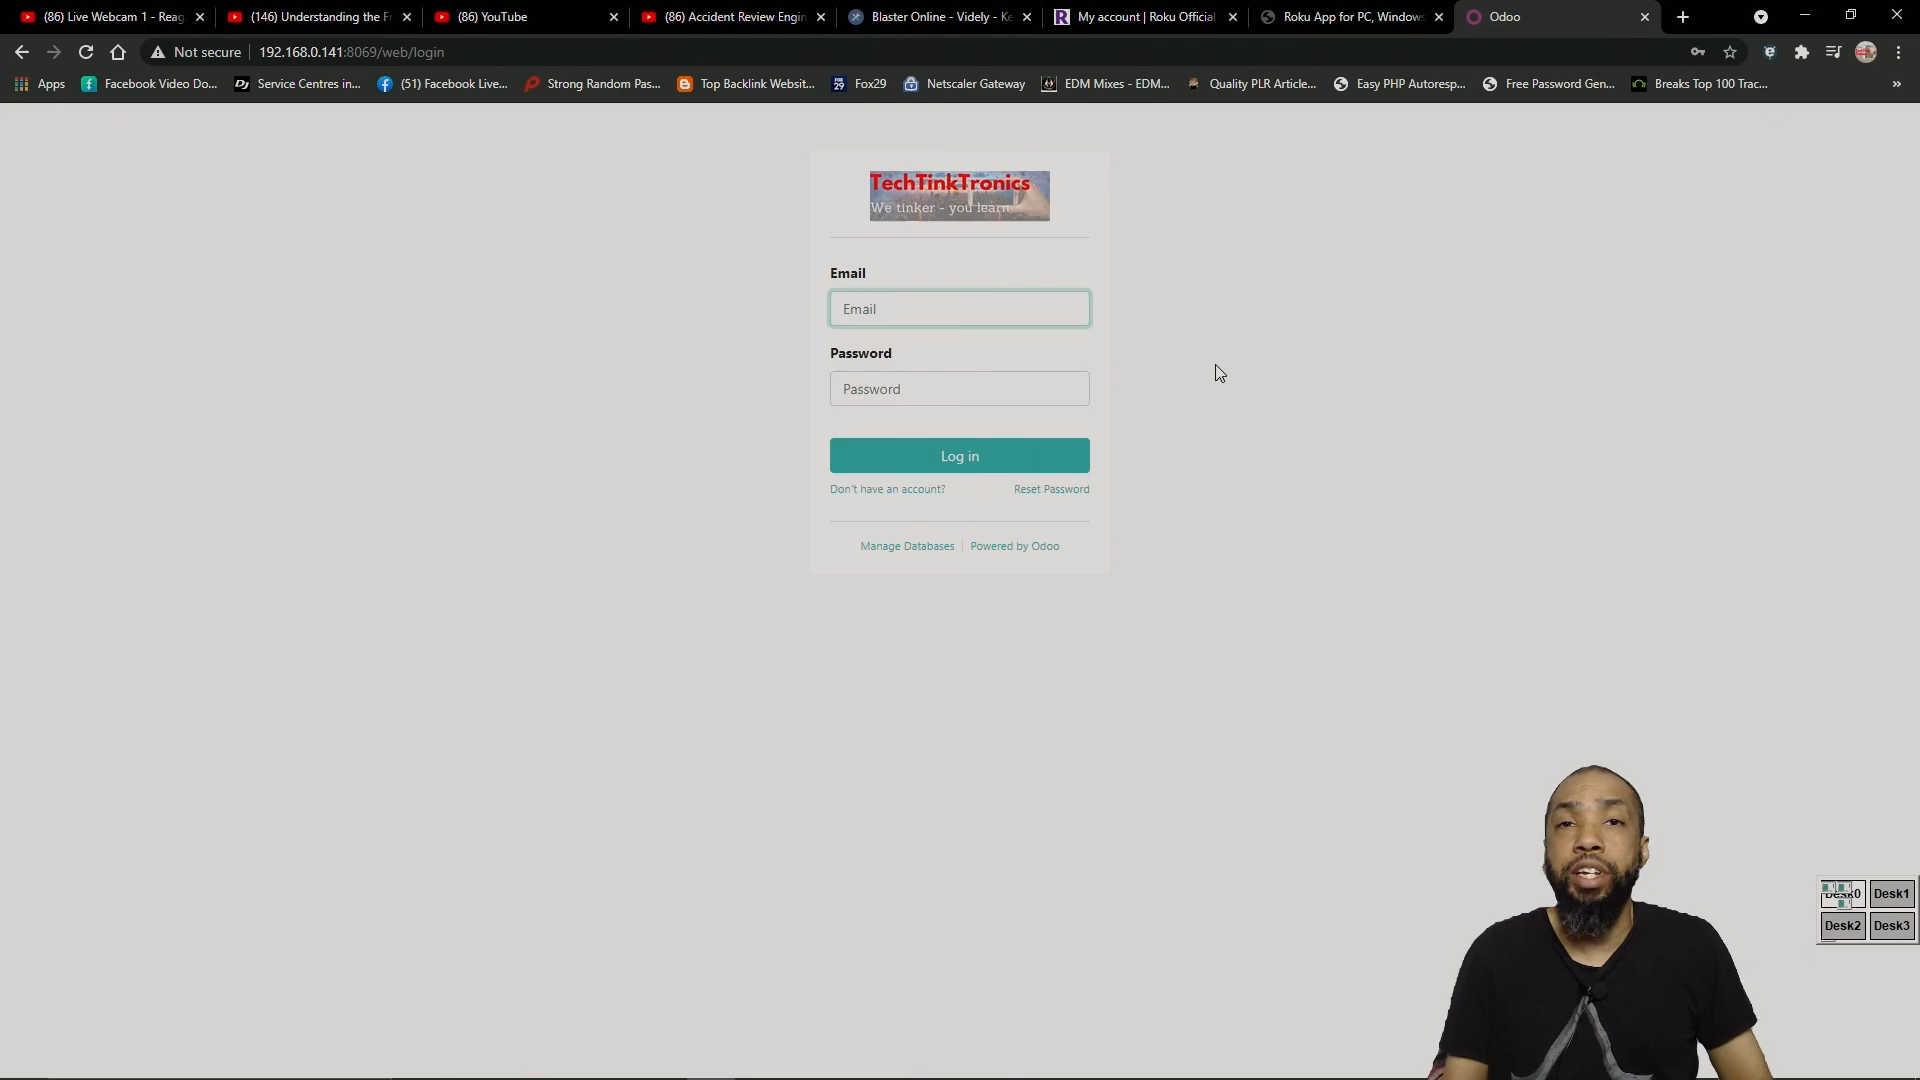 (86) Live Webcam 1 - Reag
(146) Understanding the Fr
(86) YouTube
(86) Accident Review Engin
Blaster Online - Videly - Ke
My account | Roku Official
Roku App for PC, Windows
Odoo
Not secure
192.168.0.141:8069/web/login
Apps
Facebook Video Do...
Service Centres in...
(51) Facebook Live...
Strong Random Pas...
Top Backlink Websit...
Fox29
Netscaler Gateway
EDM Mixes - EDM...
Quality PLR Article...
Easy PHP Autoresp...
Free Password Gen...
Breaks Top 100 Trac...
»
TechTinkTronics
We tinker - you learn
Email
Email
Password
Password
Log in
Don't have an account?
Reset Password
Manage Databases
Powered by Odoo
Desk0
Desk1
Desk2
Desk3